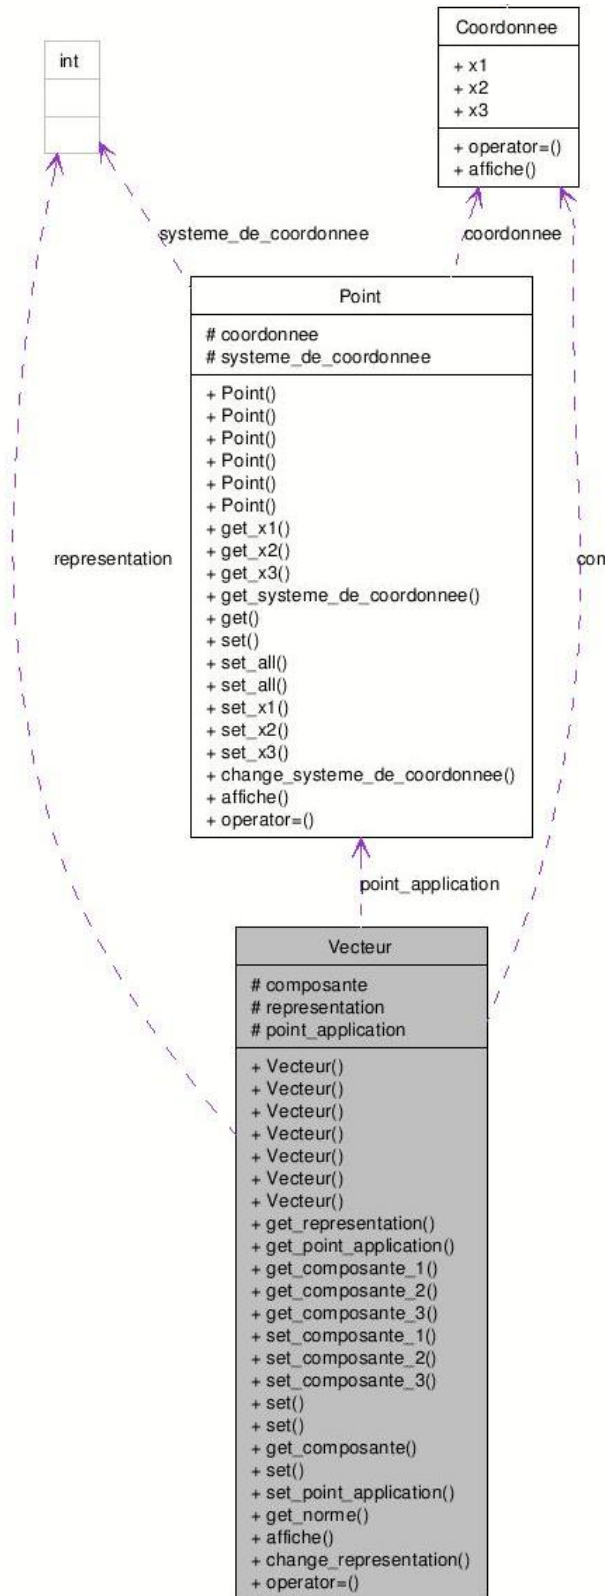 Coordonnee
+ x1
+ x2
+ x3
+ operator=()
+ affiche()
int
systeme_de_coordonnee
coordonnee
Point
# coordonnee
# systeme_de_coordonnee
+ Point()
+ Point()
+ Point()
+ Point()
+ Point()
+ Point()
+ get_x1()
+ get_x2()
+ get_x3()
+ get_systeme_de_coordonnee()
+ get()
+ set()
+ set_all()
+ set_all()
+ set_x1()
+ set_x2()
+ set_x3()
+ change_systeme_de_coordonnee()
+ affiche()
+ operator=()
representation
point_application
Vecteur
# composante
# representation
# point_application
+ Vecteur()
+ Vecteur()
+ Vecteur()
+ Vecteur()
+ Vecteur()
+ Vecteur()
+ Vecteur()
+ get_representation()
+ get_point_application()
+ get_composante_1()
+ get_composante_2()
+ get_composante_3()
+ set_composante_1()
+ set_composante_2()
+ set_composante_3()
+ set()
+ set()
+ get_composante()
+ set()
+ set_point_application()
+ get_norme()
+ affiche()
+ change_representation()
+ operator=()